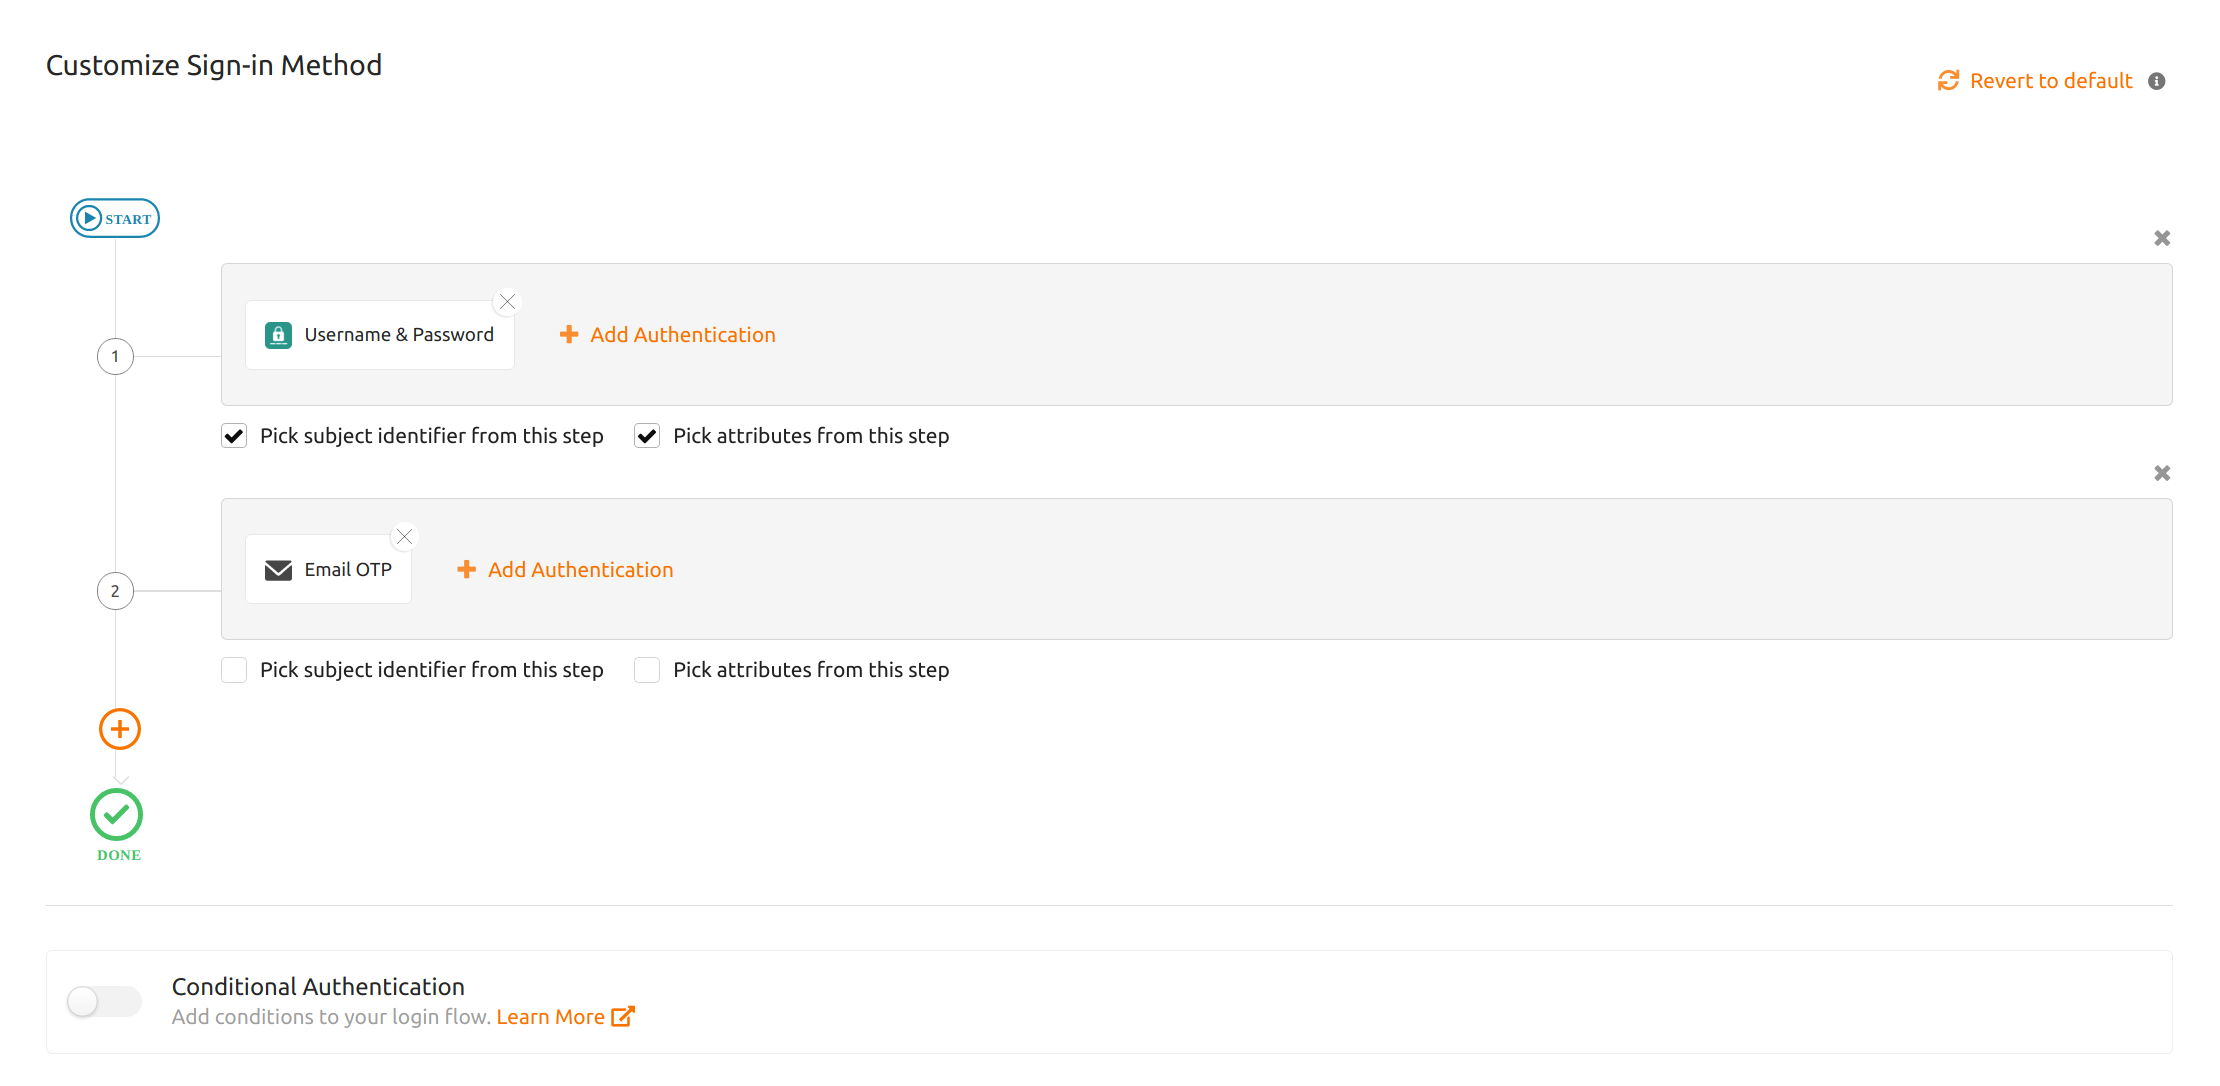 Customize Sign-in Method
Revert to default
START
1
Username & Password
Add Authentication
Pick subject identifier from this step
Pick attributes from this step
2
Email OTP
Add Authentication
Pick subject identifier from this step
Pick attributes from this step
DONE
Conditional Authentication
Add conditions to your login flow. Learn More